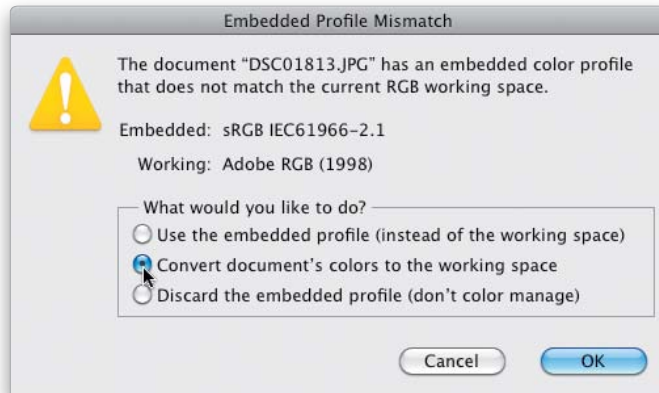 Embedded Profile Mismatch
The document “DSC01813.JPG” has an embedded color profile
that does not match the current RGB working space.
Embedded: sRGB IEC61966–2.1
Working: Adobe RGB (1998)
What would you like to do?
Use the embedded profile (instead of the working space)
Convert document’s colors to the working space
Discard the embedded profile (don’t color manage)
Cancel
OK